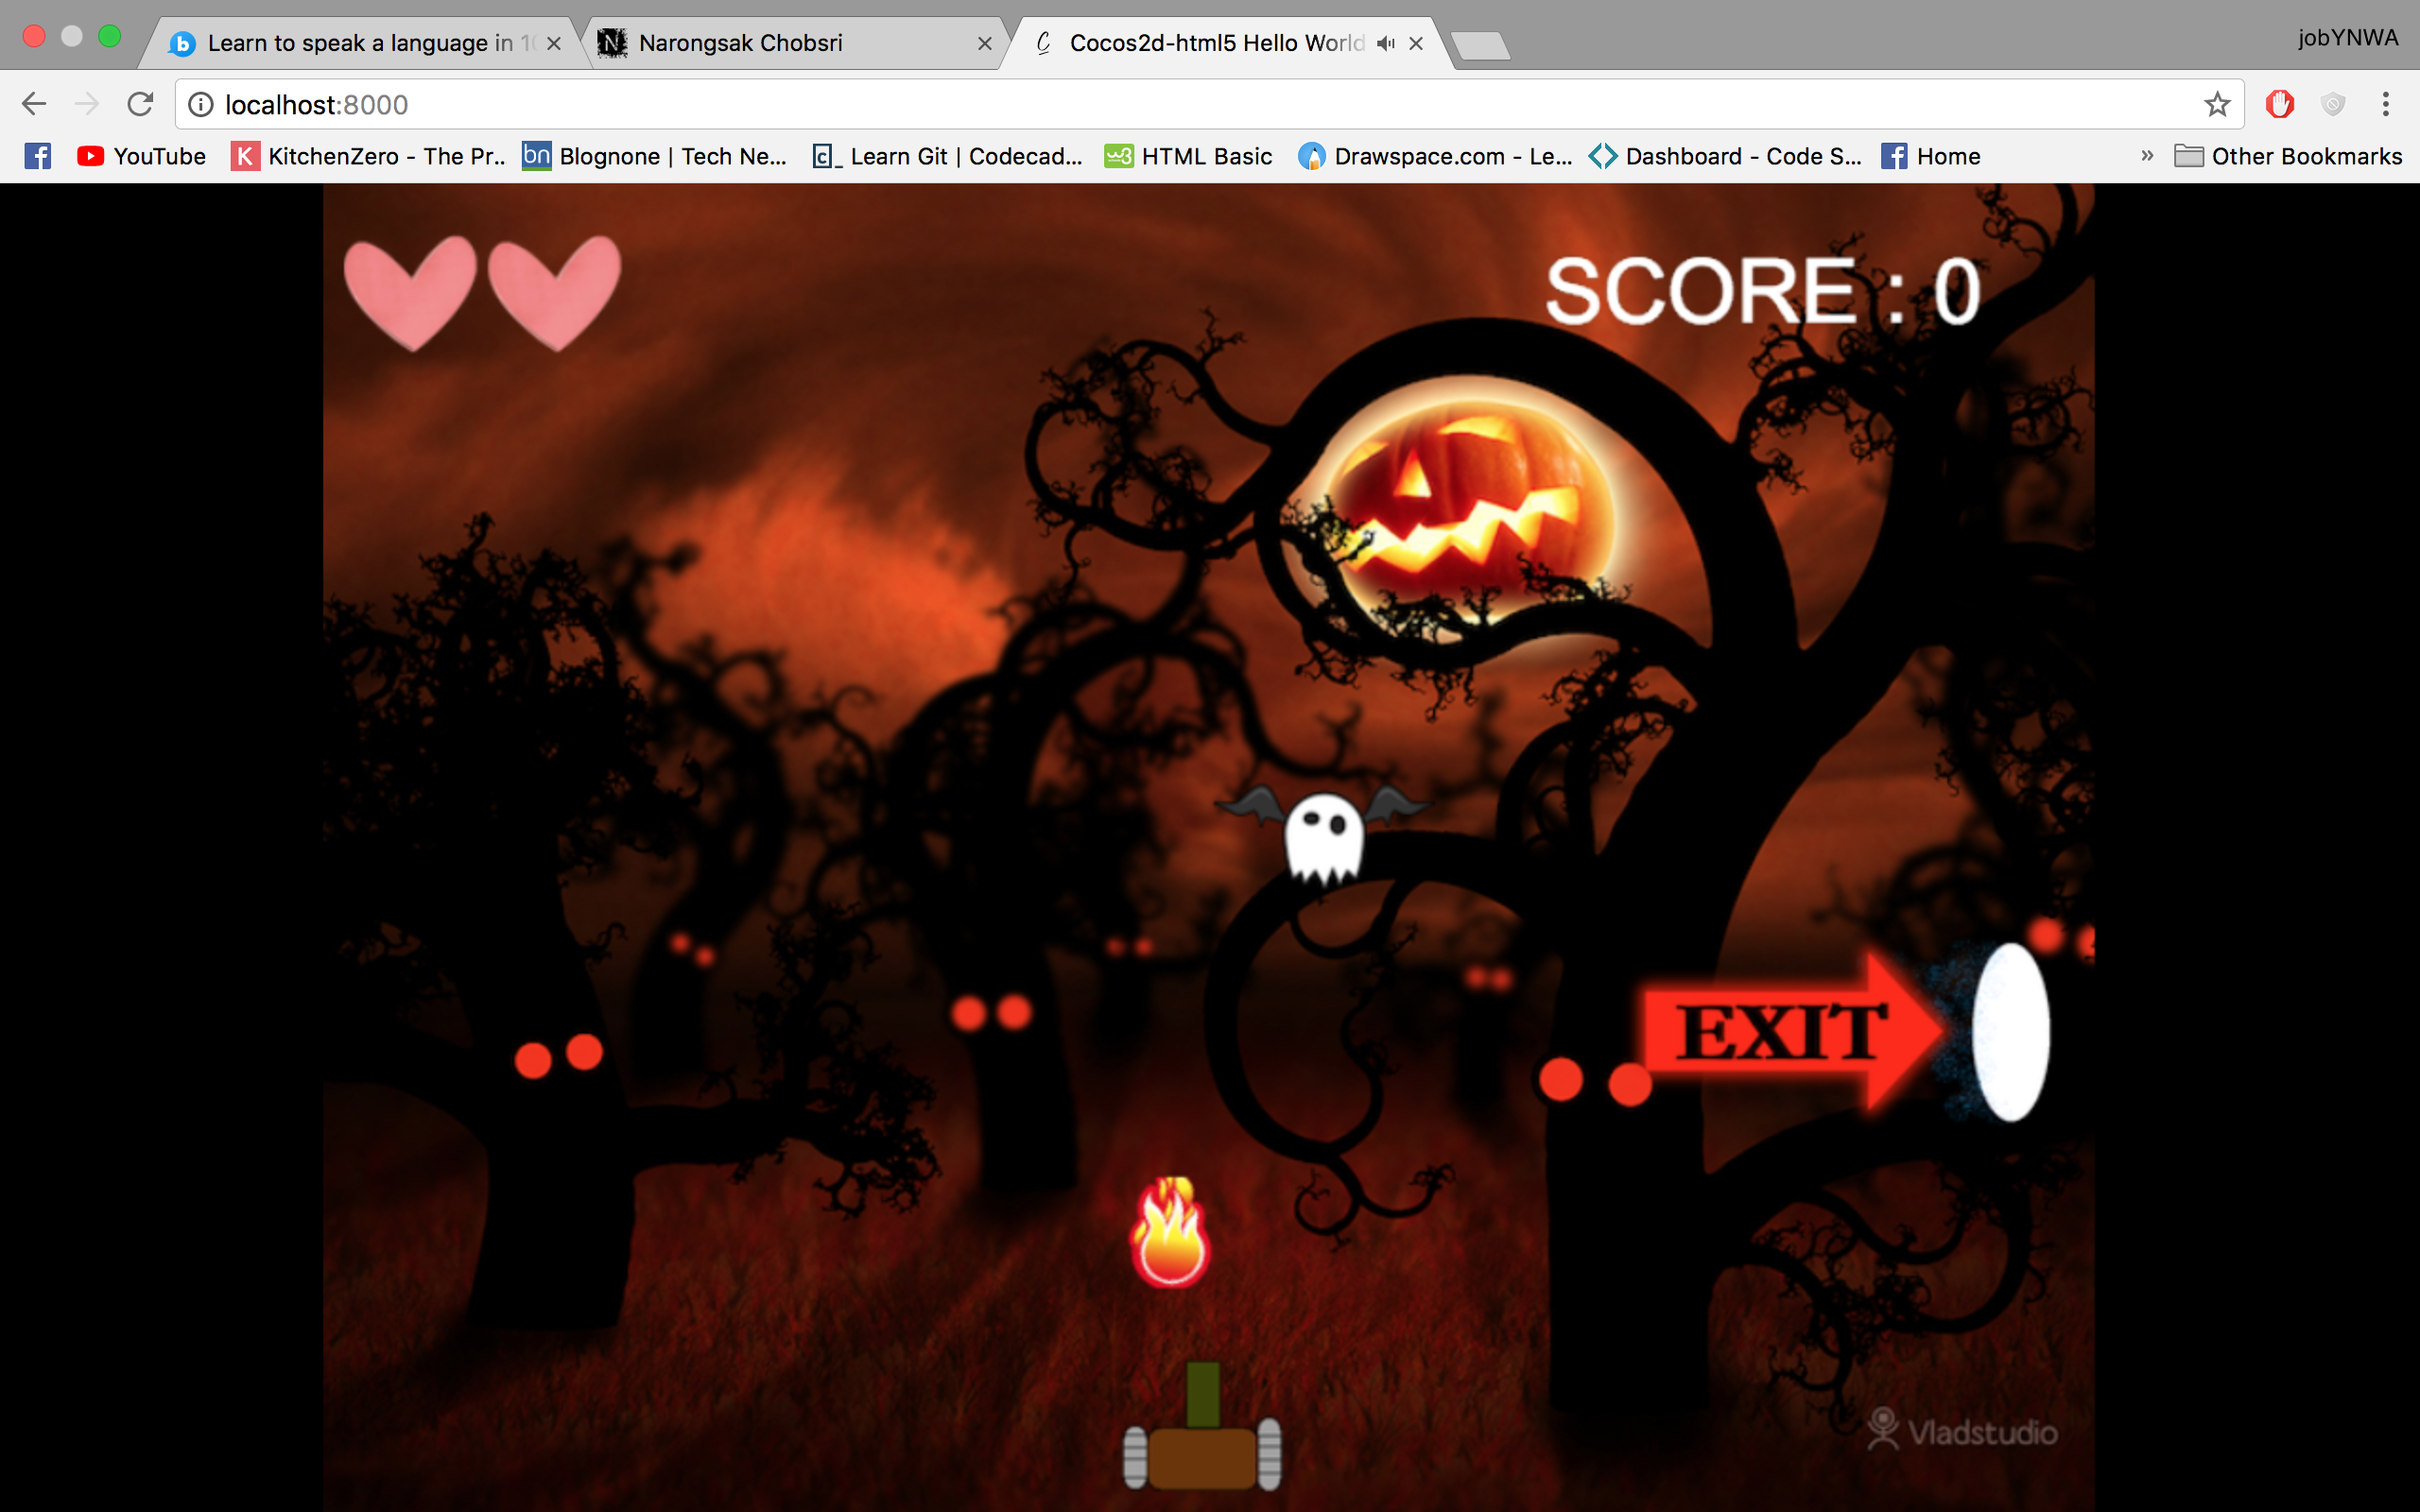 Learn to speak a language in 10
Narongsak Chobsri
Cocos2d-html5 Hello World
jobYNWA
localhost:8000
YouTube
KitchenZero - The Pr..
Blognone | Tech Ne...
Learn Git | Codecad...
HTML Basic
Drawspace.com - Le...
Dashboard - Code S...
Home
»
Other Bookmarks
SCORE : 0
EXIT
Vladstudio